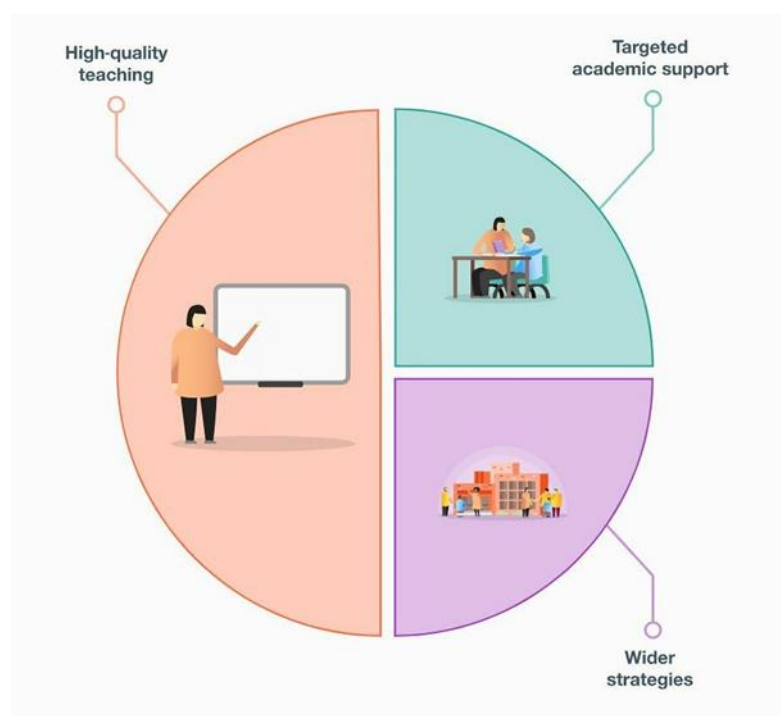 High-quality
teaching
Targeted
academic support
Wider
strategies